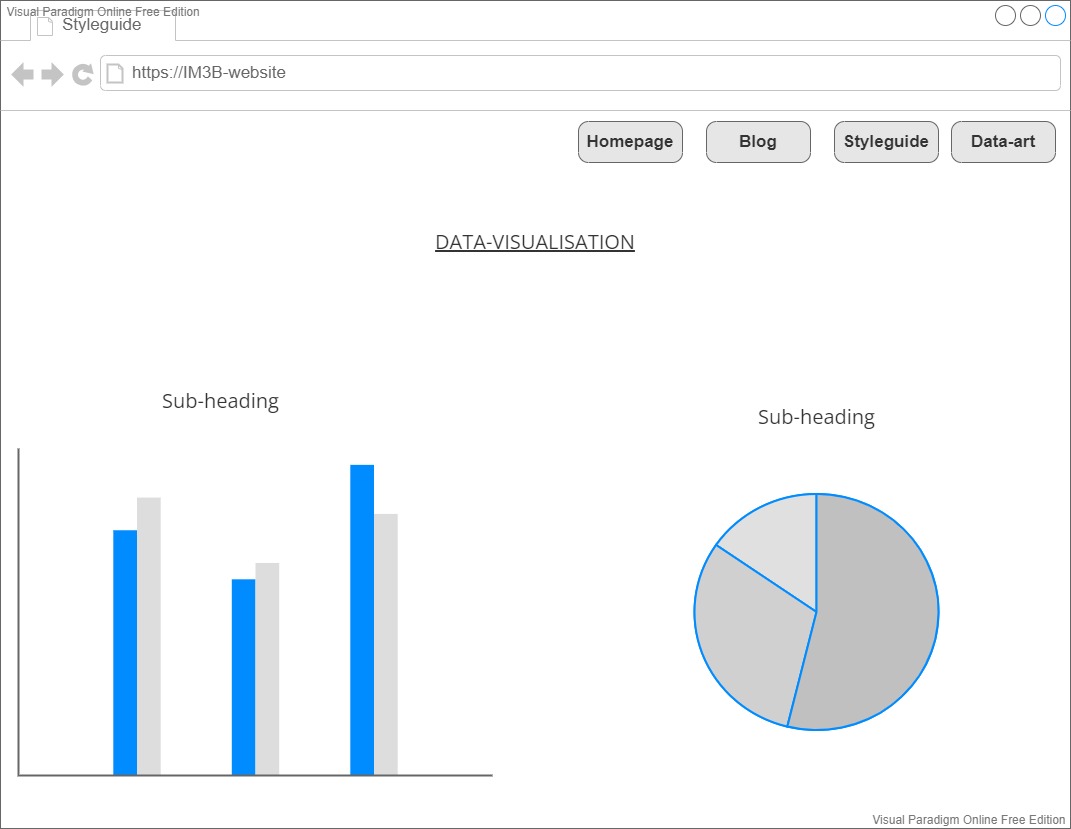 Visual Paradigm Online Free Edition
Styleguide
https://IM3B-website
Homepage
Blog
Styleguide
Data-art
DATA-VISUALISATION
Sub-heading
Sub-heading
Visual Paradigm Online Free Edition